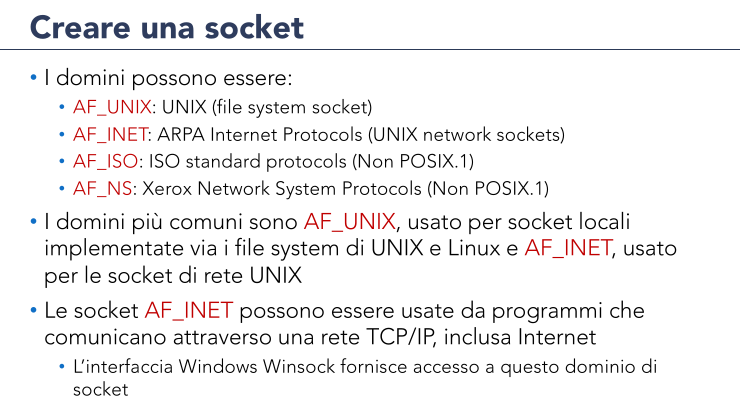 Creare una socket
• I domini possono essere:
• AF_UNIX: UNIX (file system socket)
• AF_INET: ARPA Internet Protocols (UNIX network sockets)
• AF_ISO: ISO standard protocols (Non POSIX.1)
• AF_NS: Xerox Network System Protocols (Non POSIX.1)
• I domini più comuni sono AF_UNIX, usato per socket locali
implementate via i file system di UNIX e Linux e AF_INET, usato
per le socket di rete UNIX
• Le socket AF_INET possono essere usate da programmi che
comunicano attraverso una rete TCP/IP, inclusa Internet
• L’interfaccia Windows Winsock fornisce accesso a questo dominio di
socket